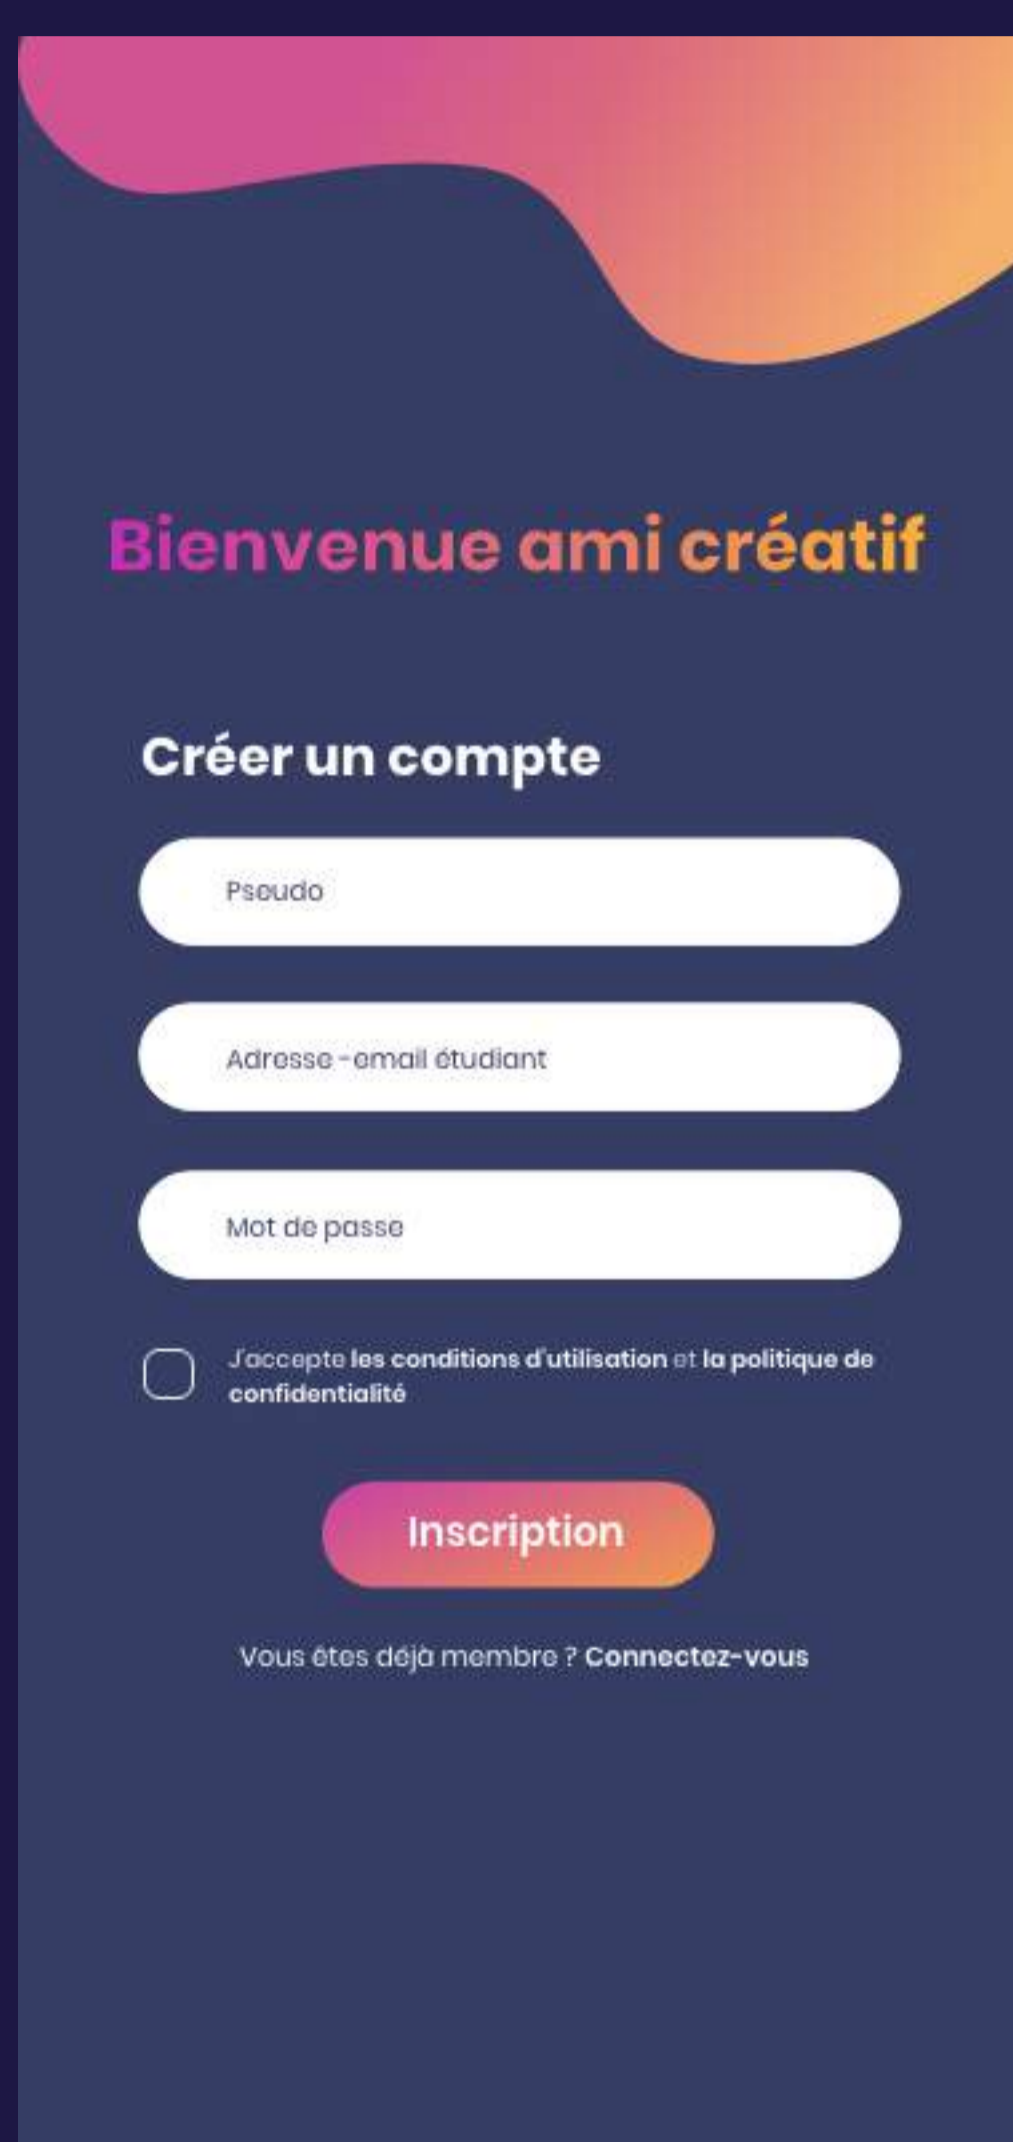 Bienvenue ami créatif
Créer un compte
Pseudo
Adresse -email étudiant
Mot de passe
J'accepte les conditions d'utilisation et la politique de
confidentialité
Inscription
Vous êtes déjà membre ? Connectez-vous